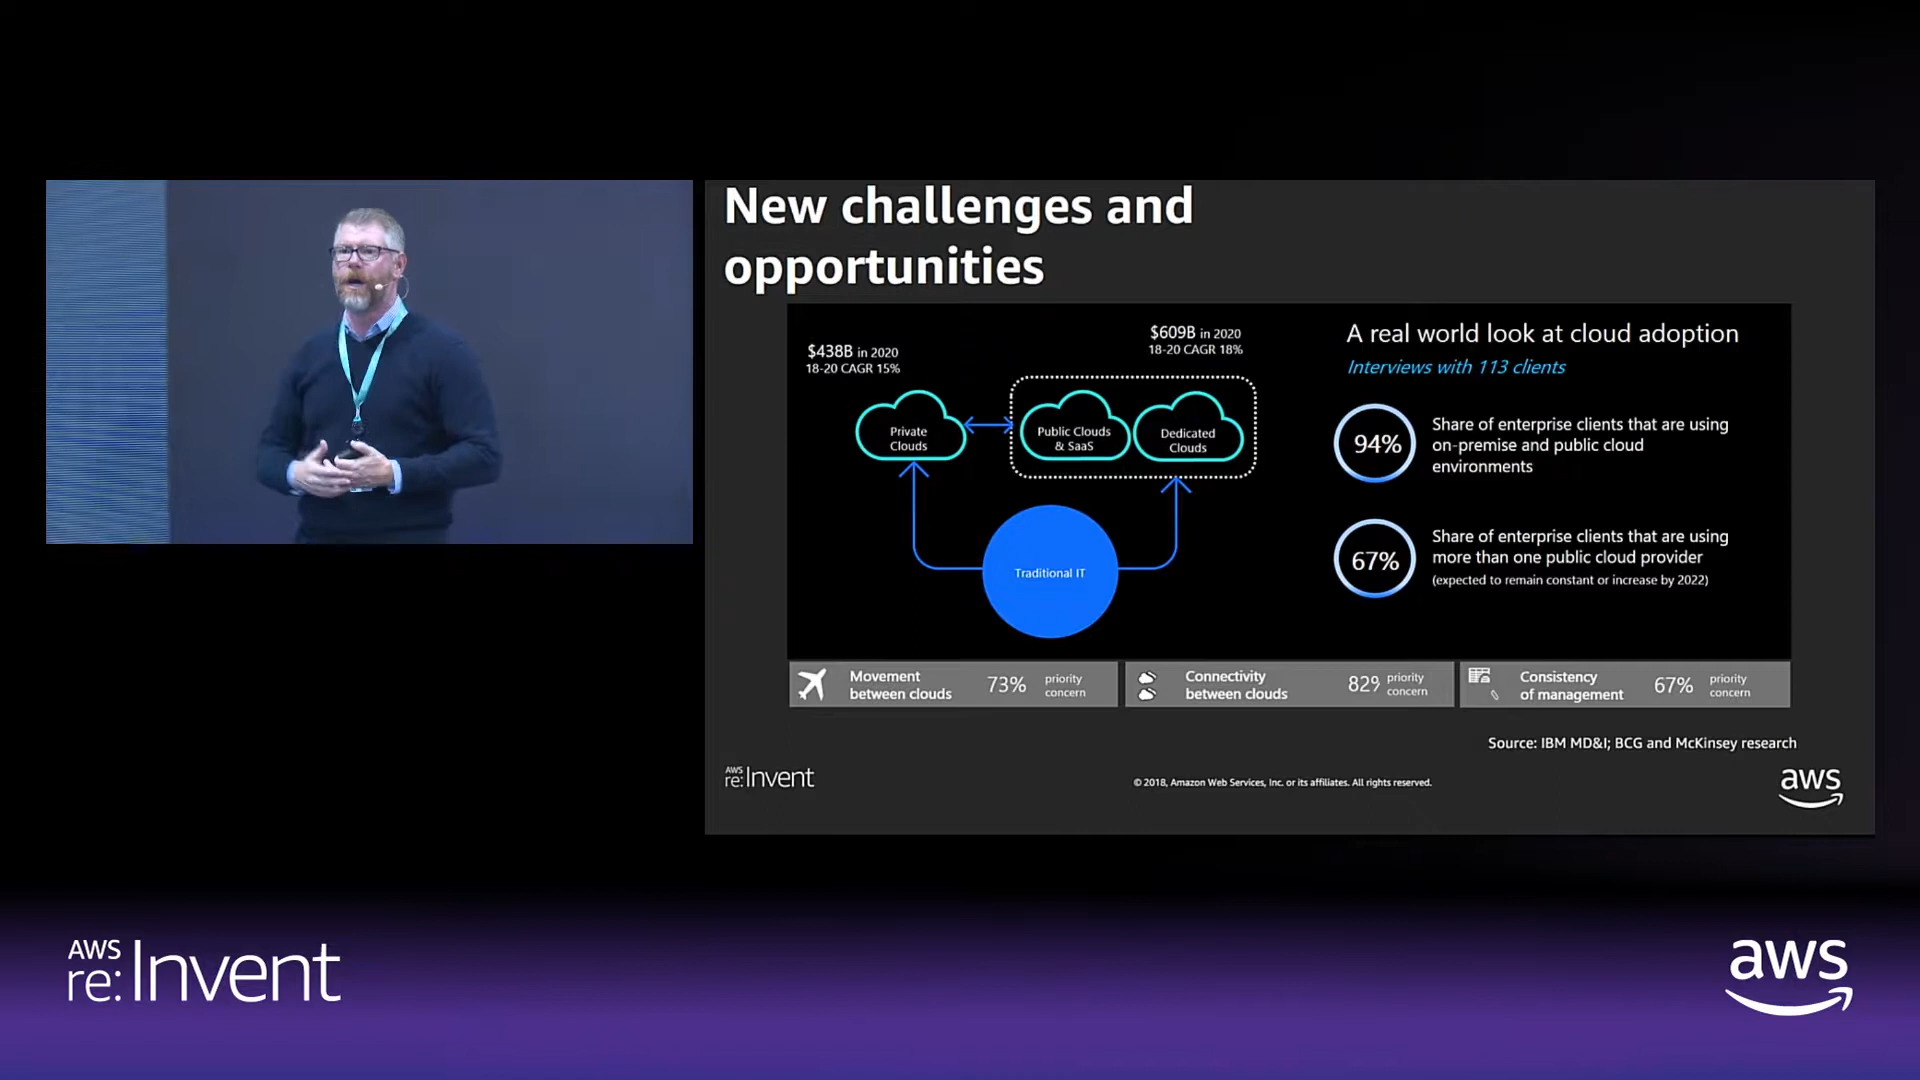 New challenges and
opportunities
$438B in 2020
18-20 CAGR 15%
$609B in 2020
18-20 CAGR 18%
Private
Clouds
Public Clouds
& SaaS
Dedicated
Clouds
Traditional IT
A real world look at cloud adoption
Interviews with 113 clients
94%
Share of enterprise clients that are using
on-premise and public cloud
environments
67%
Share of enterprise clients that are using
more than one public cloud provider
(expected to remain constant or increase by 2022)
Movement
between clouds
73%
priority
concern
Connectivity
between clouds
82%
priority
concern
Consistency
of management
67%
priority
concern
Source: IBM MD&I; BCG and McKinsey research
AWS
re:Invent
© 2018, Amazon Web Services, Inc. or its affiliates. All rights reserved.
aws
AWS
re:Invent
aws